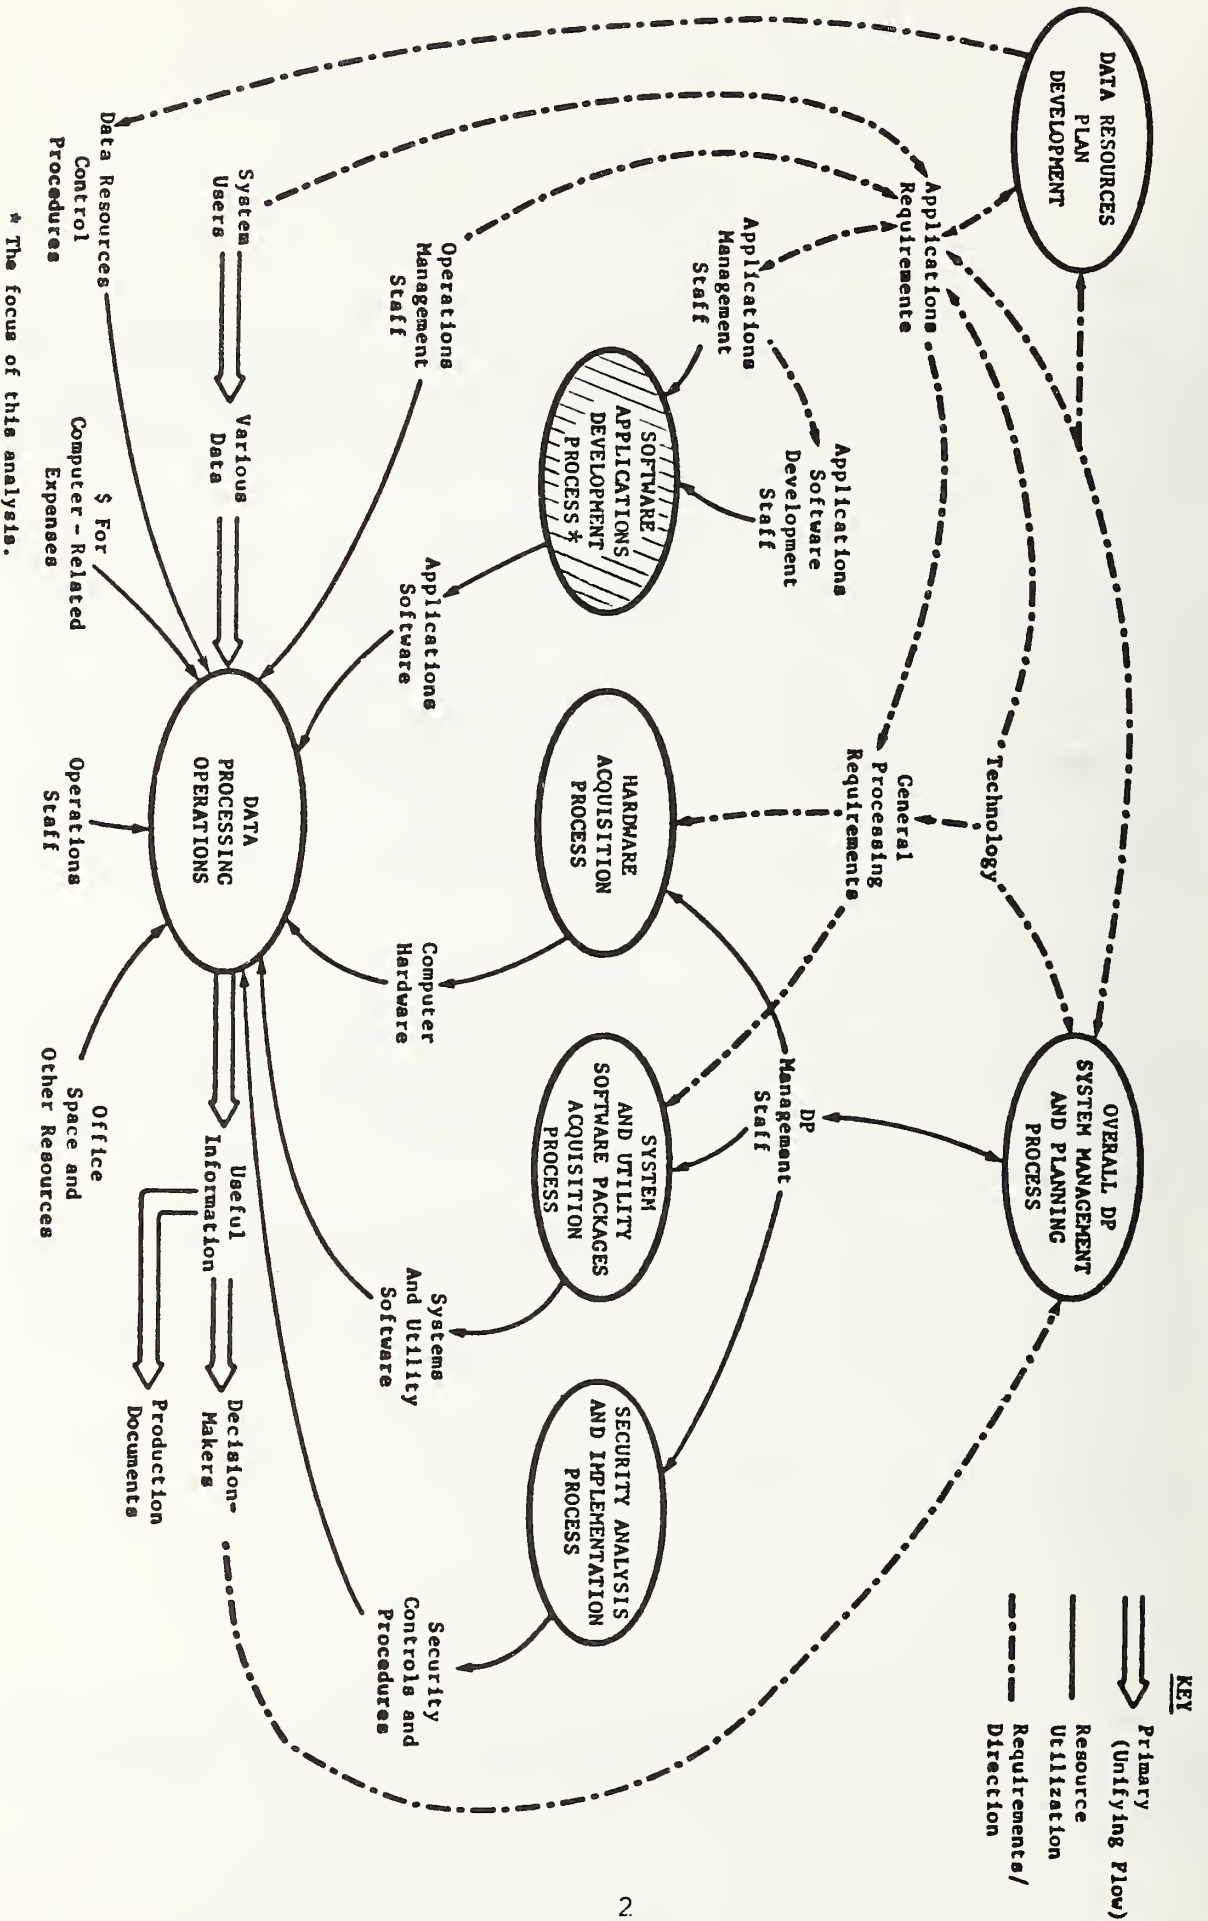 KEY
Primary
(Unifying Flow)
Resource
Utilization
Requirements/
Direction
DATA RESOURCES
PLAN
DEVELOPMENT
OVERALL DP
SYSTEM MANAGEMENT
AND PLANNING
PROCESS
Applications
Requirements
Technology
General
Processing
Requirements
DP
Management
Staff
Applications
Management
Staff
Applications
Software
Development
Staff
SOFTWARE
APPLICATIONS
DEVELOPMENT
PROCESS*
HARDWARE
ACQUISITION
PROCESS
SYSTEM
AND UTILITY
SOFTWARE PACKAGES
ACQUISITION
PROCESS
SECURITY ANALYSIS
AND IMPLEMENTATION
PROCESS
Operations
Management
Staff
Applications
Software
Computer
Hardware
Systems
And Utility
Software
Security
Controls and
Procedures
System
Users
Various
Data
DATA
PROCESSING
OPERATIONS
Useful
Information
Decision-
Makers
Production
Documents
Data Resources
Control
Procedures
$ For
Computer-Related
Expenses
Operations
Staff
Office
Space and
Other Resources
* The focus of this analysis.
2